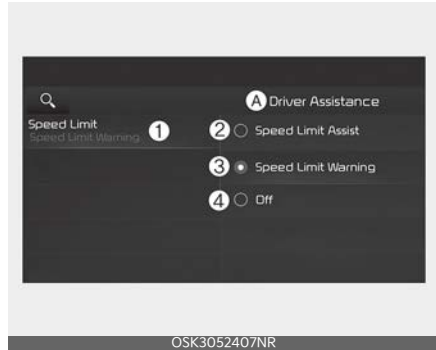 A Driver Assistance
Speed Limit
Speed Limit Warning
1
2 Speed Limit Assist
3 Speed Limit Warning
4 Off
OSK3052407NR